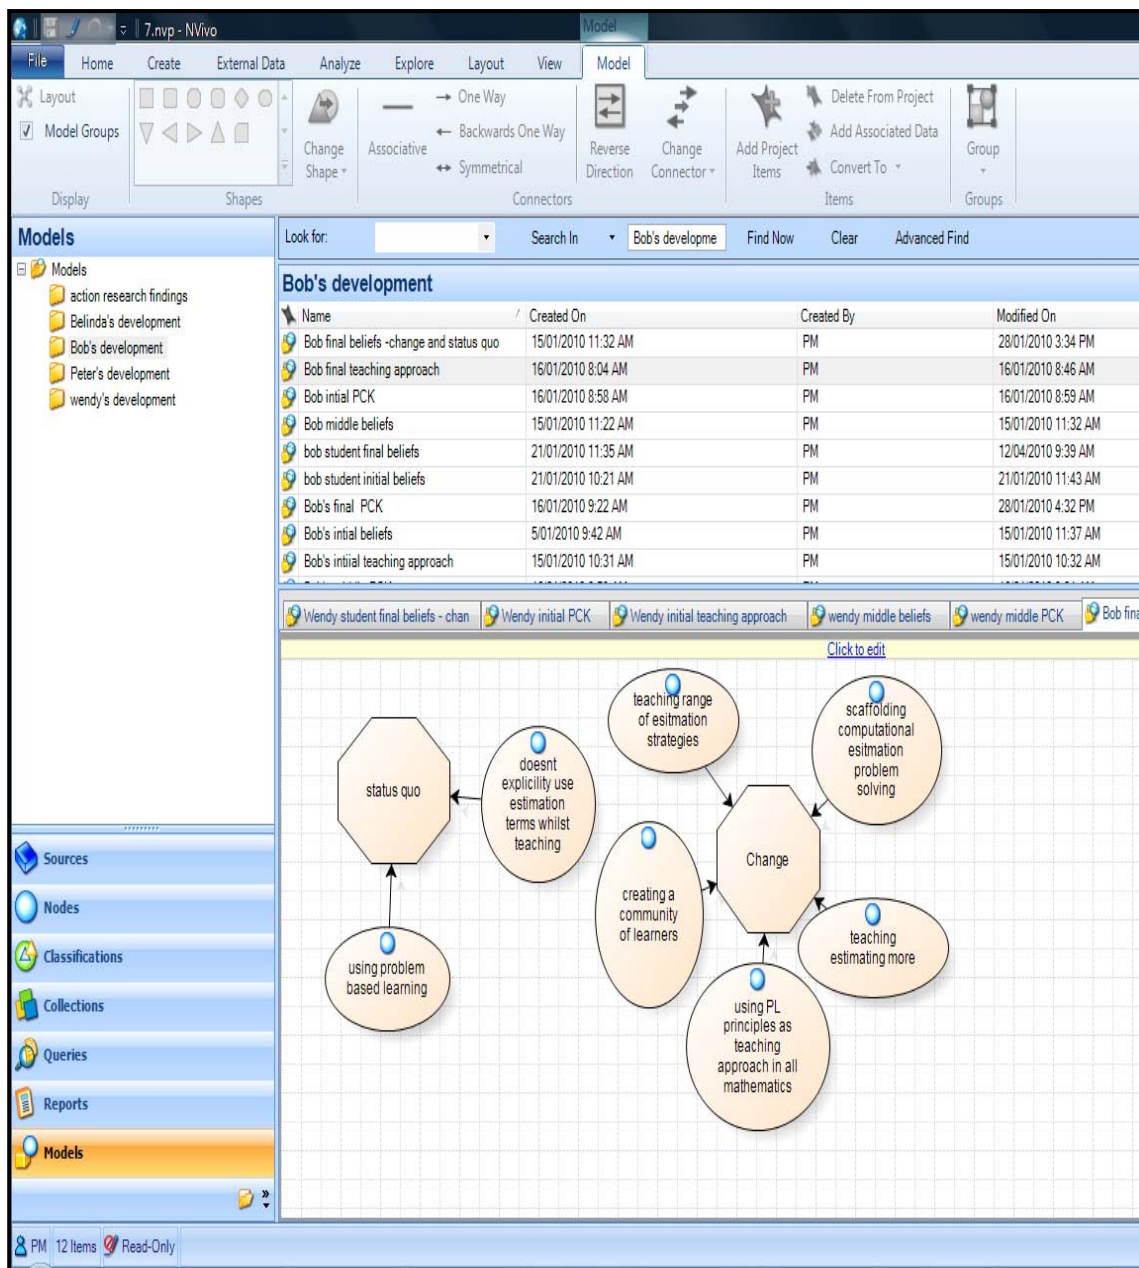 7.nvp - NVivo
Model
File Home Create External Data Analyze Explore Layout View Model
Layout
Model Groups
Display
Shapes
Change Shape
Associative
One Way
Backwards One Way
Symmetrical
Reverse Direction
Change Connector
Connectors
Add Project Items
Delete From Project
Add Associated Data
Convert To
Items
Group
Groups
Models
Models
action research findings
Belinda's development
Bob's development
Peter's development
wendy's development
Look for: Search In Bob's developme Find Now Clear Advanced Find
Bob's development
Name Created On Created By Modified On
Bob final beliefs -change and status quo 15/01/2010 11:32 AM PM 28/01/2010 3:34 PM
Bob final teaching approach 16/01/2010 8:04 AM PM 16/01/2010 8:46 AM
Bob intial PCK 16/01/2010 8:58 AM PM 16/01/2010 8:59 AM
Bob middle beliefs 15/01/2010 11:22 AM PM 15/01/2010 11:32 AM
bob student final beliefs 21/01/2010 11:35 AM PM 12/04/2010 9:39 AM
bob student initial beliefs 21/01/2010 10:21 AM PM 21/01/2010 11:43 AM
Bob's final PCK 16/01/2010 9:22 AM PM 28/01/2010 4:32 PM
Bob's intial beliefs 5/01/2010 9:42 AM PM 15/01/2010 11:37 AM
Bob's intiial teaching approach 15/01/2010 10:31 AM PM 15/01/2010 10:32 AM
Wendy student final beliefs - chan Wendy initial PCK Wendy initial teaching approach wendy middle beliefs wendy middle PCK Bob fina
Click to edit
status quo
doesnt
explicility use
estimation
terms whilst
teaching
using problem
based learning
teaching range
of esitmation
strategies
scaffolding
computational
esitmation
problem
solving
Change
creating a
community
of learners
teaching
estimating more
using PL
principles as
teaching
approach in all
mathematics
Sources
Nodes
Classifications
Collections
Queries
Reports
Models
PM 12 Items Read-Only